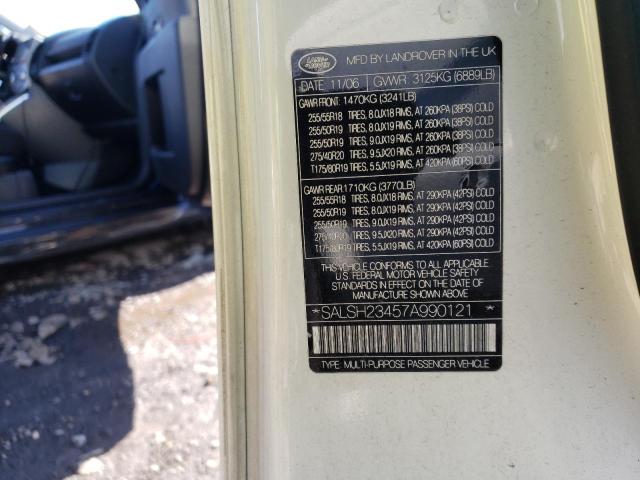 LAND ROVER
MFD BY LANDROVER IN THE UK
DATE 11/06 GVWR 3125KG (6889LB)
GAWR FRONT: 1470KG (3241LB)
255/55R18 TIRES, 8.0JX18 RIMS, AT 260KPA (38PSI) COLD
255/50R19 TIRES, 8.0JX19 RIMS, AT 260KPA (38PSI) COLD
255/50R19 TIRES, 9.0JX19 RIMS, AT 260KPA (38PSI) COLD
275/40R20 TIRES, 9.5JX20 RIMS, AT 260KPA (38PSI) COLD
T175/80R19 TIRES, 5.5JX19 RIMS, AT 420KPA (60PSI) COLD
GAWR REAR: 1710KG (3770LB)
255/55R18 TIRES, 8.0JX18 RIMS, AT 290KPA (42PSI) COLD
255/50R19 TIRES, 8.0JX19 RIMS, AT 290KPA (42PSI) COLD
255/50R19 TIRES, 9.0JX19 RIMS, AT 290KPA (42PSI) COLD
275/40R20 TIRES, 9.5JX20 RIMS, AT 290KPA (42PSI) COLD
T175/80R19 TIRES, 5.5JX19 RIMS, AT 420KPA (60PSI) COLD
THIS VEHICLE CONFORMS TO ALL APPLICABLE
U.S. FEDERAL MOTOR VEHICLE SAFETY
STANDARDS IN EFFECT ON THE DATE OF
MANUFACTURE SHOWN ABOVE.
*SALSH23457A990121*
TYPE: MULTI-PURPOSE PASSENGER VEHICLE